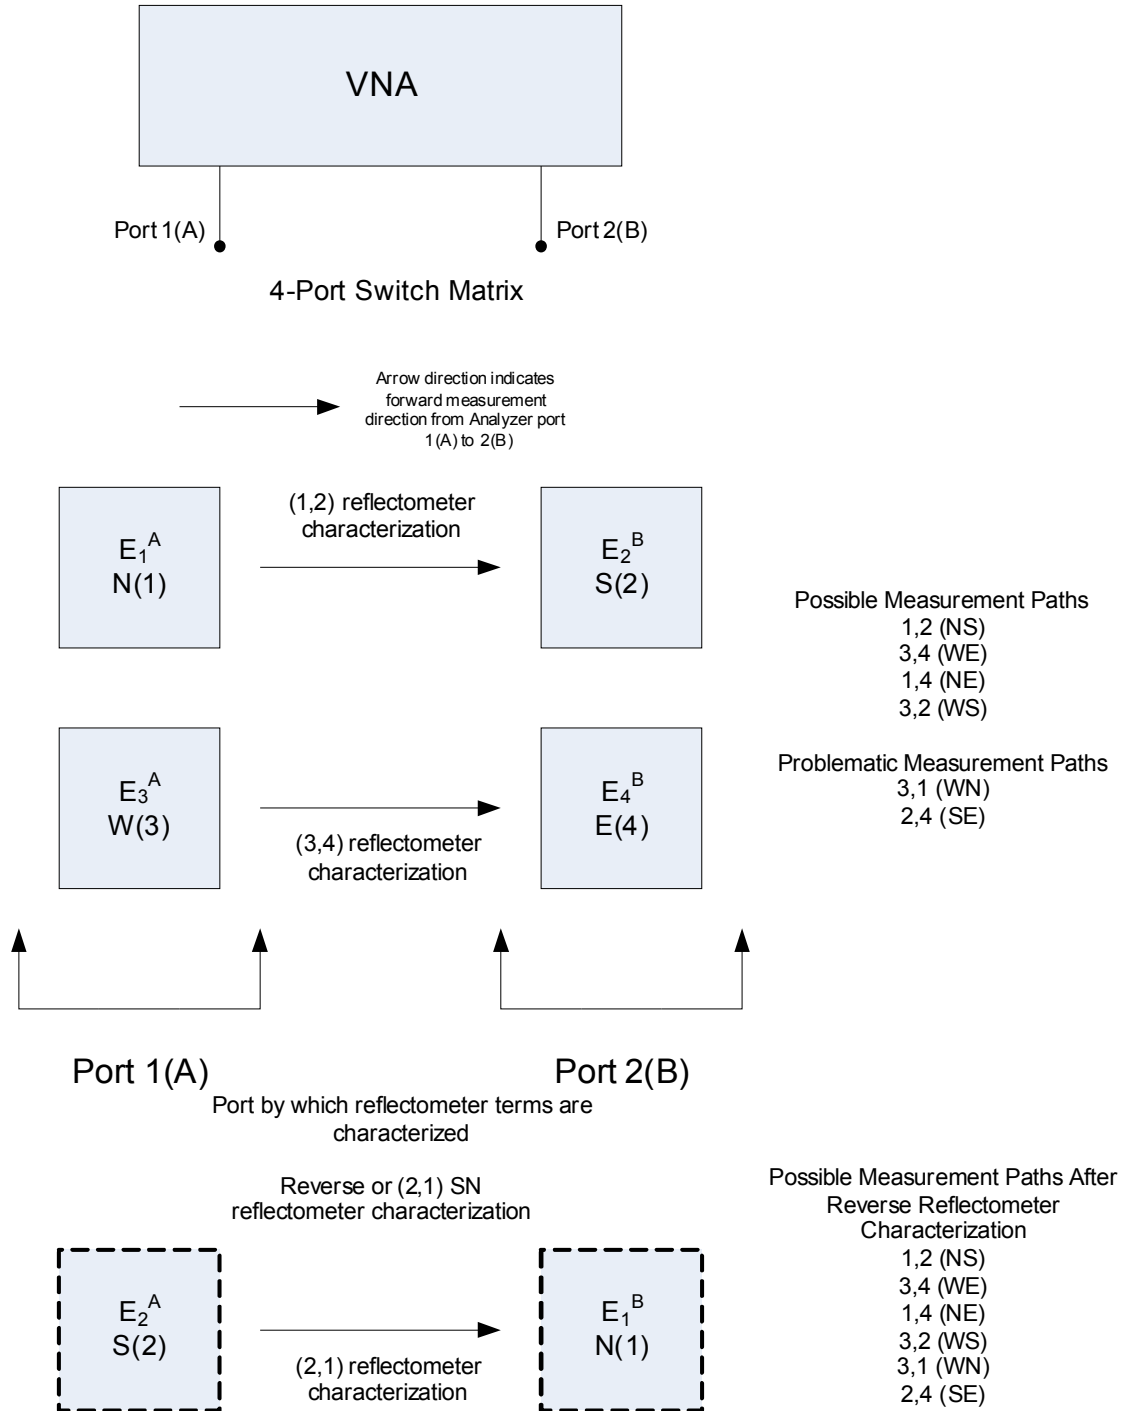 VNA
Port 1(A)
Port 2(B)
4-Port Switch Matrix
Arrow direction indicates
forward measurement
direction from Analyzer port
1(A) to 2(B)
(1,2) reflectometer
characterization
E₁ᴬ
N(1)
E₂ᴮ
S(2)
Possible Measurement Paths
1,2 (NS)
3,4 (WE)
1,4 (NE)
3,2 (WS)
Problematic Measurement Paths
3,1 (WN)
2,4 (SE)
E₃ᴬ
W(3)
E₄ᴮ
E(4)
(3,4) reflectometer
characterization
Port 1(A)
Port 2(B)
Port by which reflectometer terms are
characterized
Reverse or (2,1) SN
reflectometer characterization
Possible Measurement Paths After
Reverse Reflectometer
Characterization
1,2 (NS)
3,4 (WE)
1,4 (NE)
3,2 (WS)
3,1 (WN)
2,4 (SE)
E₂ᴬ
S(2)
E₁ᴮ
N(1)
(2,1) reflectometer
characterization